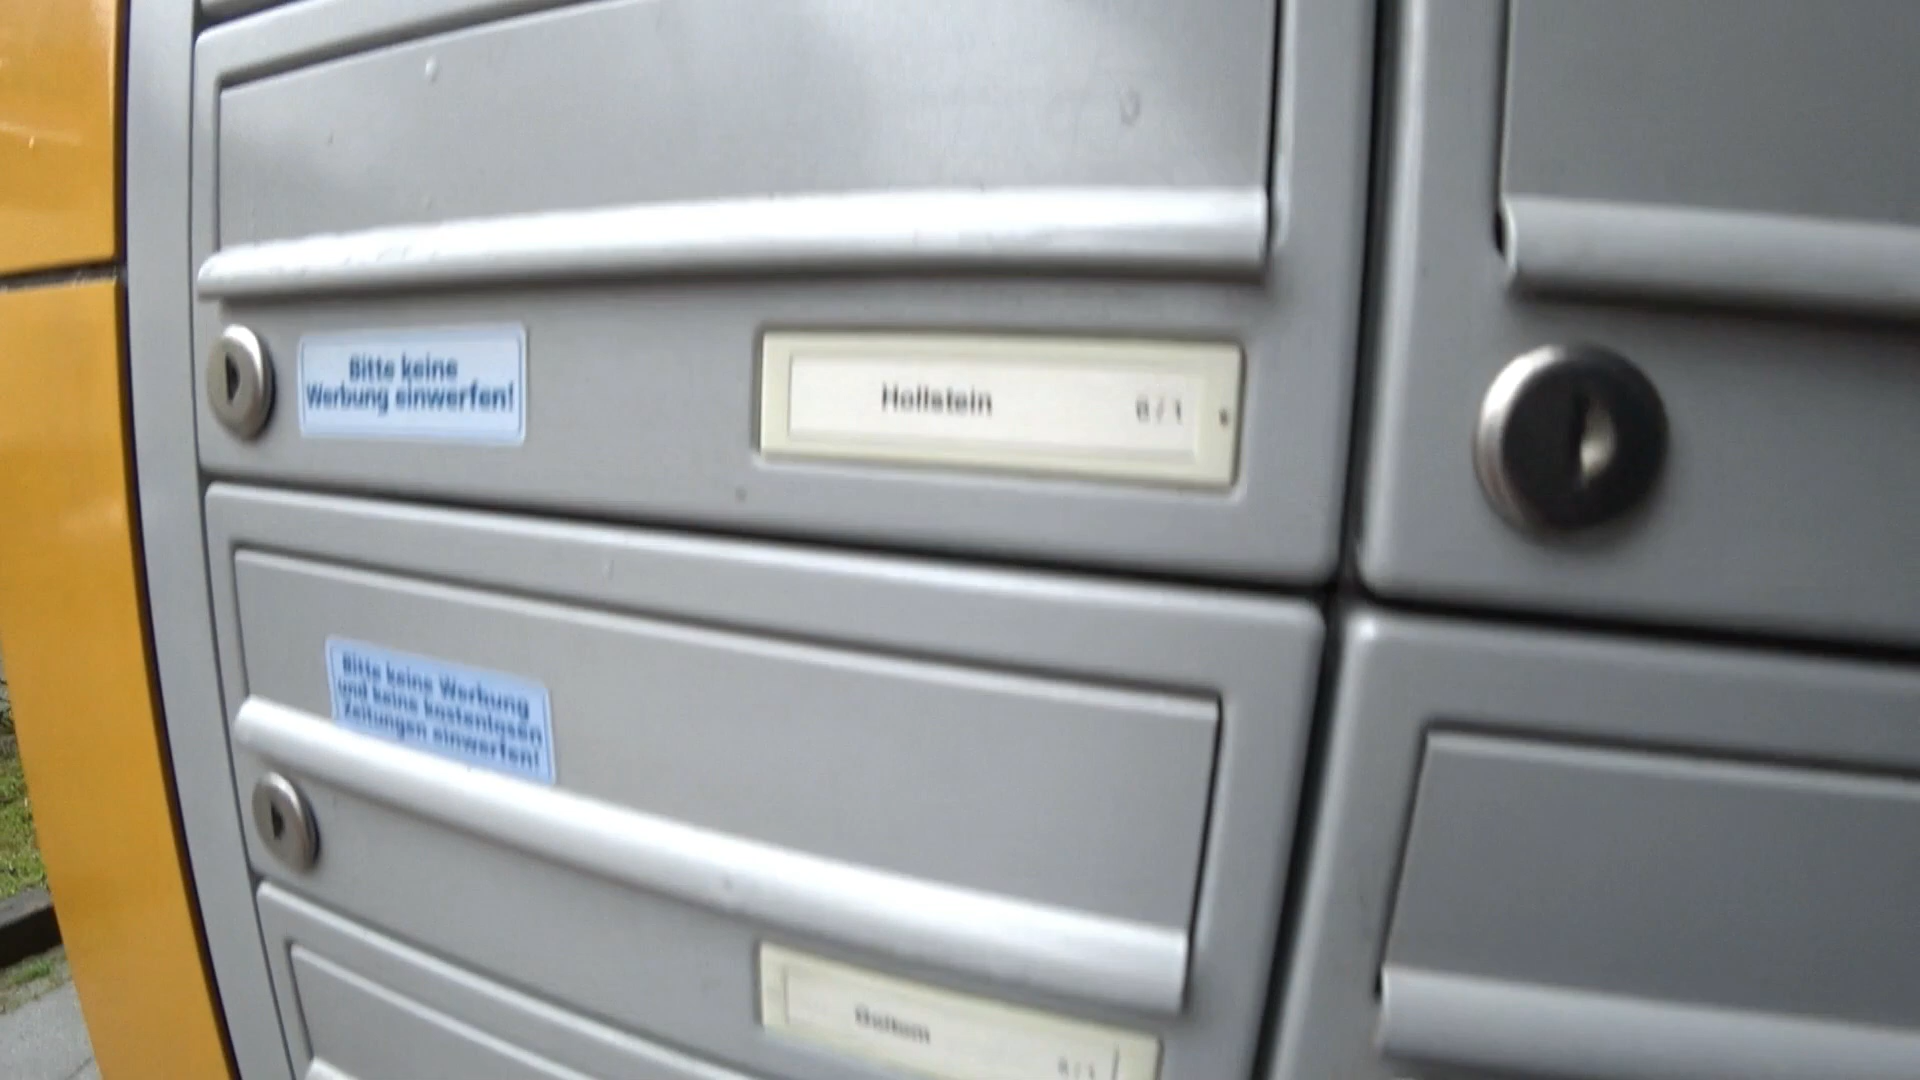 Bitte keine
Werbung einwerfen!
Hollstein
Bitte keine Werbung
und keine kostenlosen
Zeitungen einwerfen!